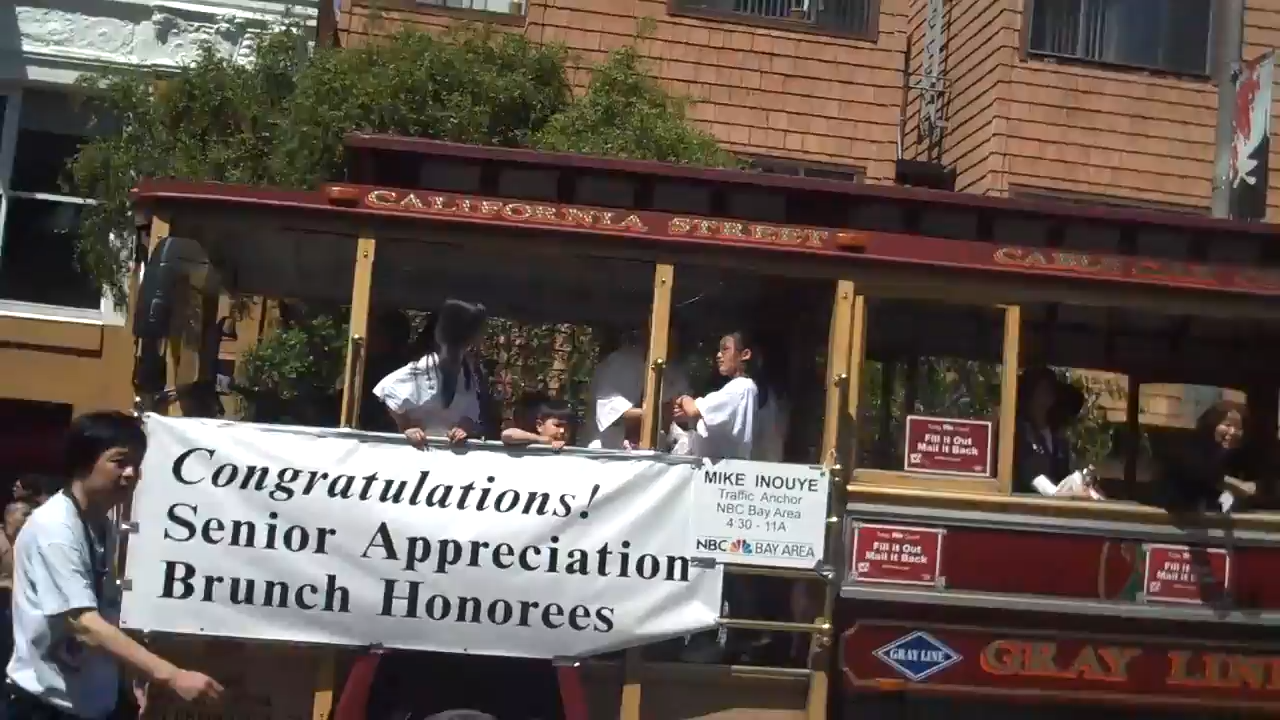 CALIFORNIA STREET
CABLE CAR
Congratulations!
Senior Appreciation
Brunch Honorees
MIKE INOUYE
Traffic Anchor
NBC Bay Area
4:30 - 11A
NBC BAY AREA
Fill it Out
Mail it Back
Fill it Out
Mail it Back
Fill it
Mail it
GRAY LINE
GRAY LIN